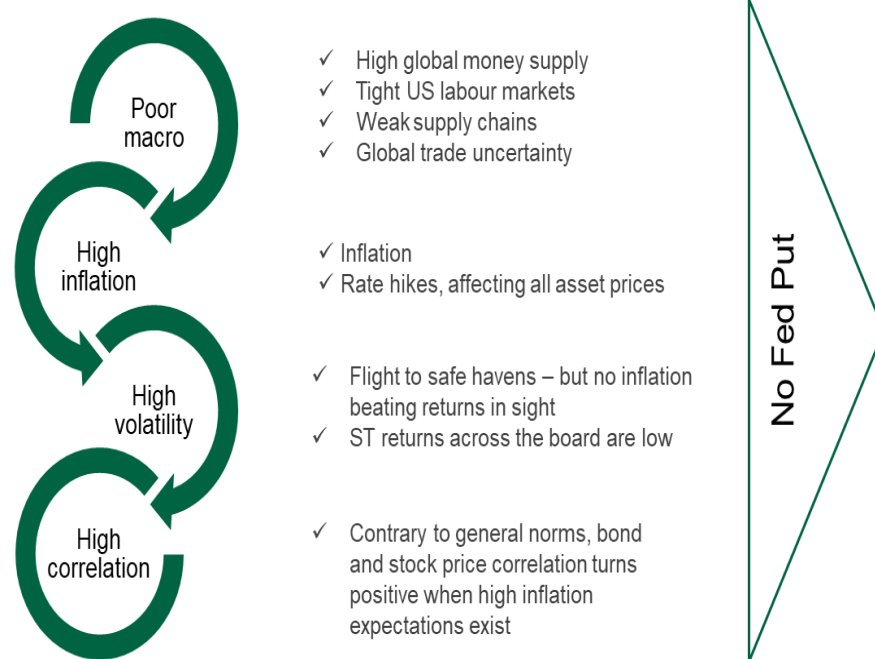 Poor
macro
✓ High global money supply
✓ Tight US labour markets
✓ Weak supply chains
✓ Global trade uncertainty
High
inflation
✓ Inflation
✓ Rate hikes, affecting all asset prices
High
volatility
✓ Flight to safe havens – but no inflation
beating returns in sight
✓ ST returns across the board are low
High
correlation
✓ Contrary to general norms, bond
and stock price correlation turns
positive when high inflation
expectations exist
No Fed Put